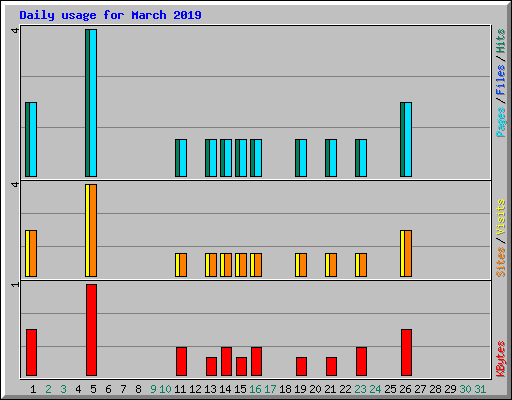 Daily usage for March 2019
4
Pages/Files/Hits
4
Sites/Visits
1
KBytes
1 2 3 4 5 6 7 8 9 10 11 12 13 14 15 16 17 18 19 20 21 22 23 24 25 26 27 28 29 30 31